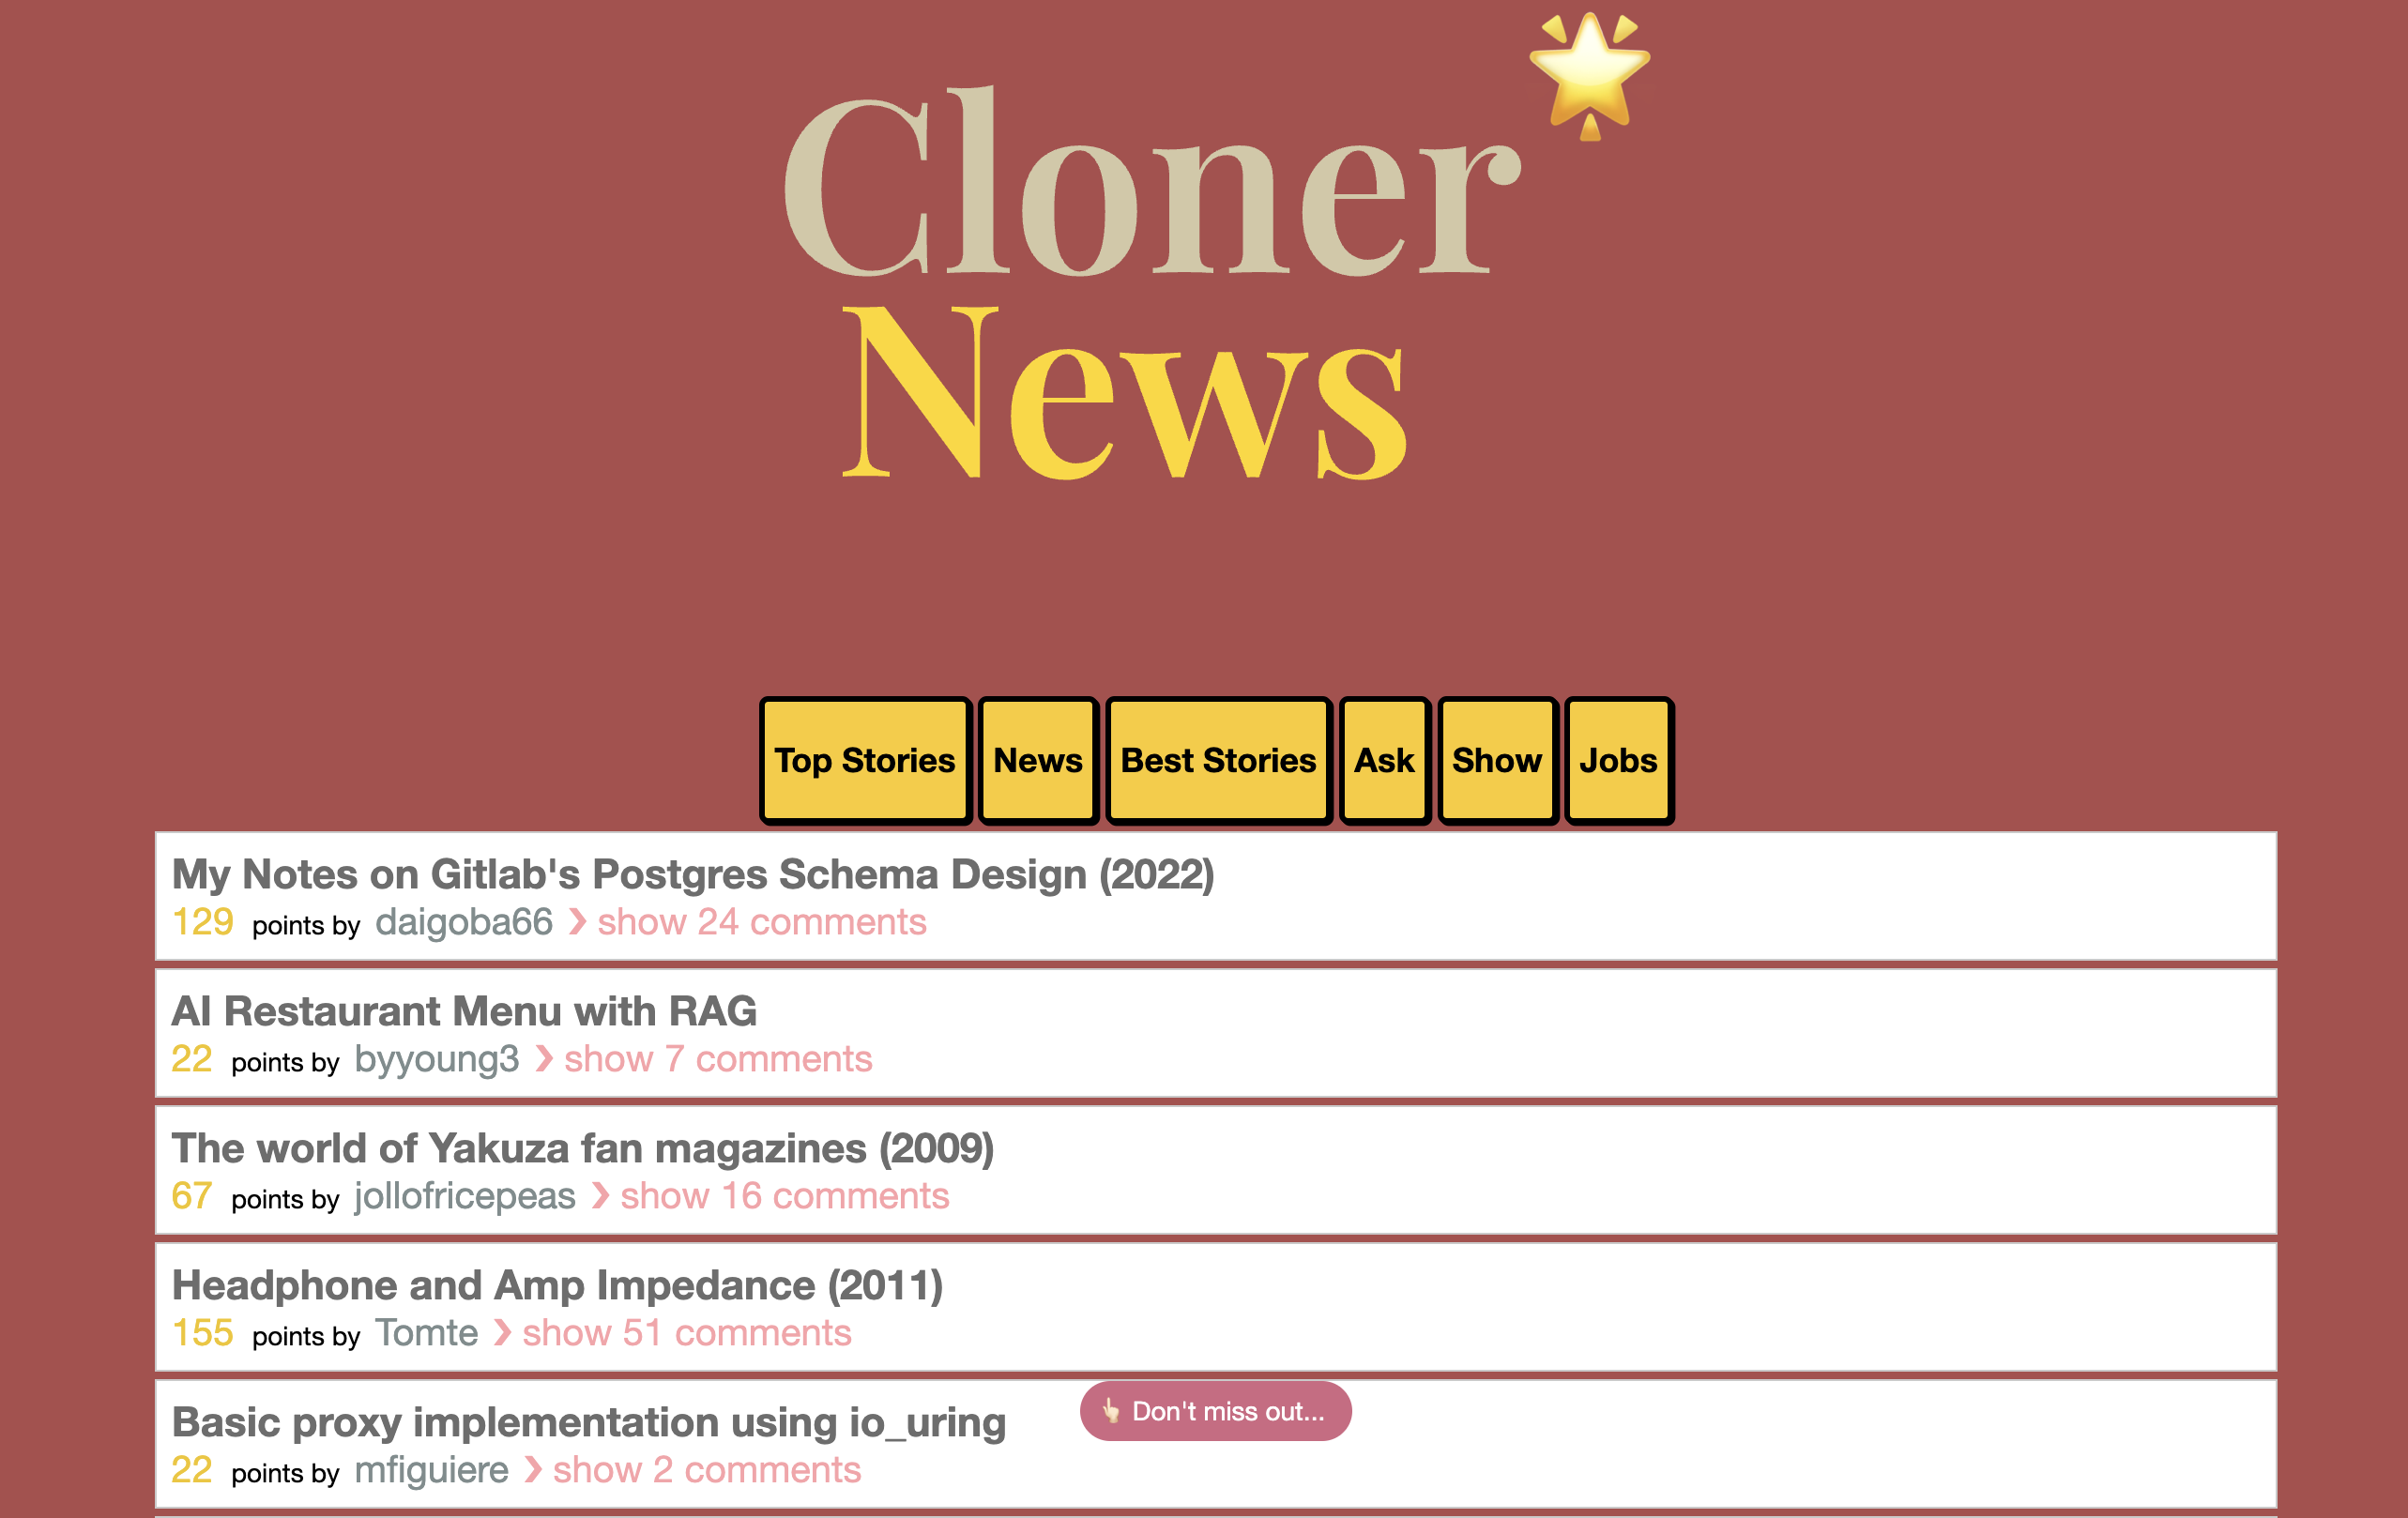 Cloner
News
Top Stories News Best Stories Ask Show Jobs
My Notes on Gitlab's Postgres Schema Design (2022)
129 points by daigoba66 ❯ show 24 comments
AI Restaurant Menu with RAG
22 points by byyoung3 ❯ show 7 comments
The world of Yakuza fan magazines (2009)
67 points by jollofricepeas ❯ show 16 comments
Headphone and Amp Impedance (2011)
155 points by Tomte ❯ show 51 comments
Basic proxy implementation using io_uring
👆🏻 Don't miss out...
22 points by mfiguiere ❯ show 2 comments